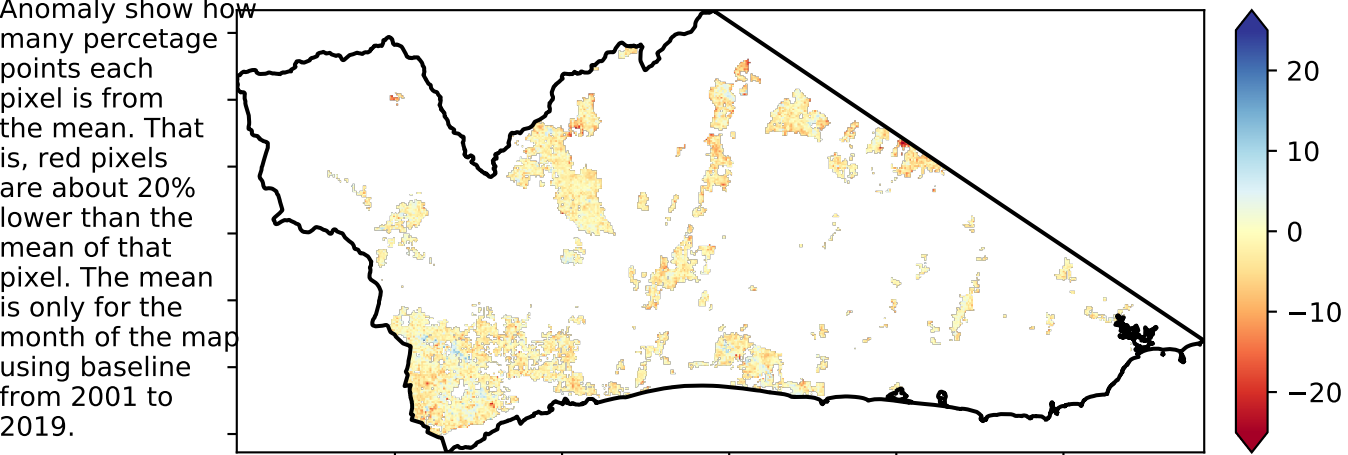 Anomaly show how
many percetage
points each
pixel is from
the mean. That
is, red pixels
are about 20%
lower than the
mean of that
pixel. The mean
is only for the
month of the map
using baseline
from 2001 to
2019.
20
10
0
−10
−20